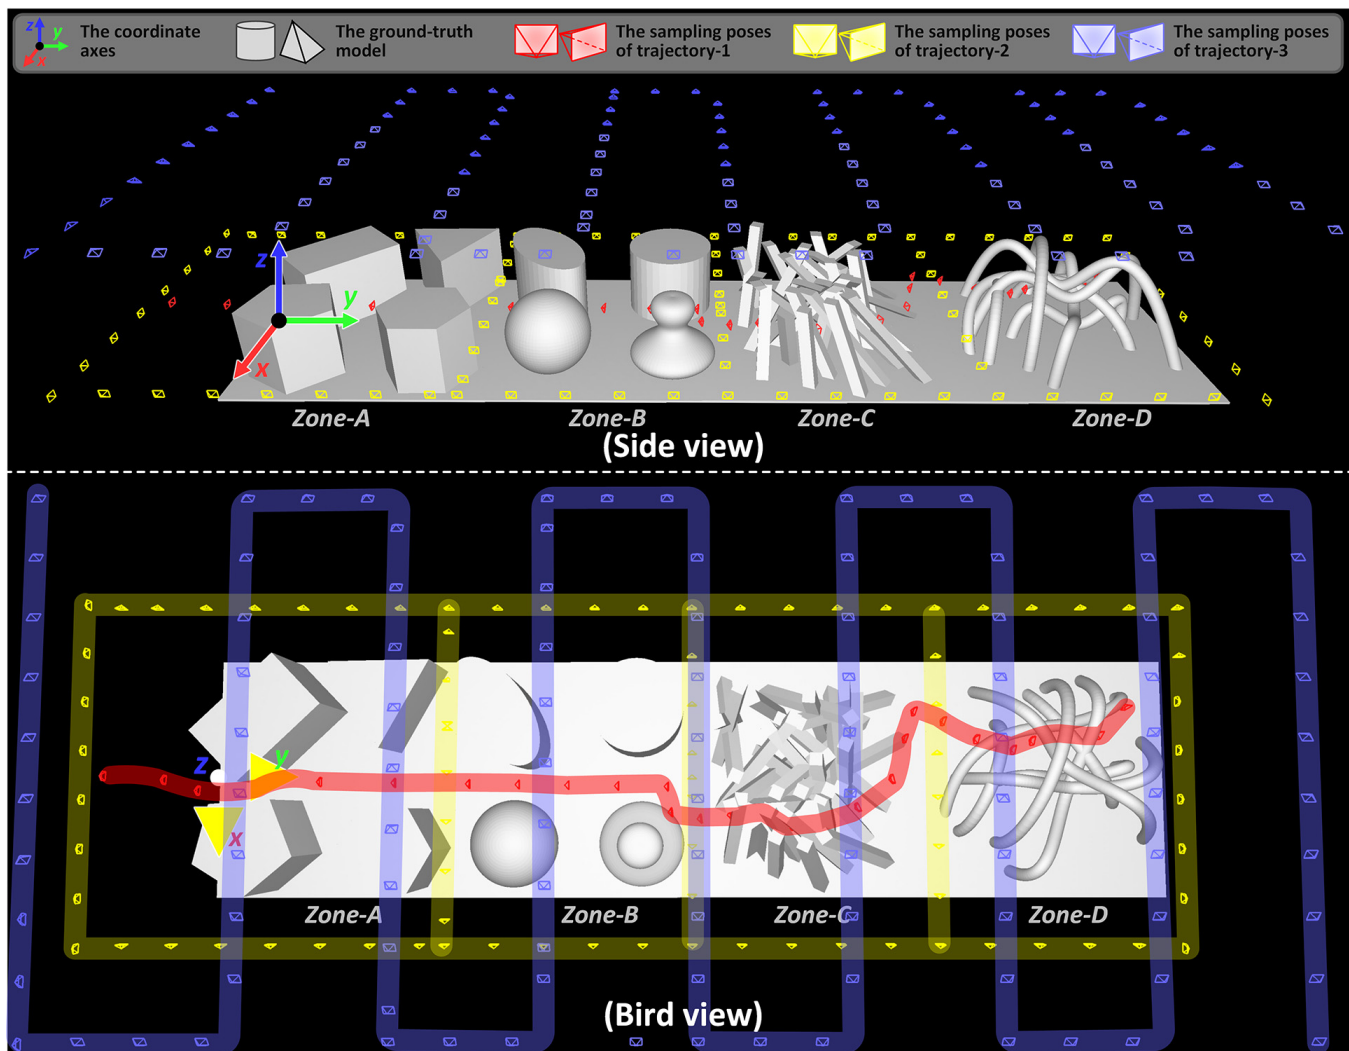 z
y
x
The coordinate
axes
The ground-truth
model
The sampling poses
of trajectory-1
The sampling poses
of trajectory-2
The sampling poses
of trajectory-3
z
y
x
Zone-A
Zone-B
Zone-C
Zone-D
(Side view)
z
y
x
Zone-A
Zone-B
Zone-C
Zone-D
(Bird view)